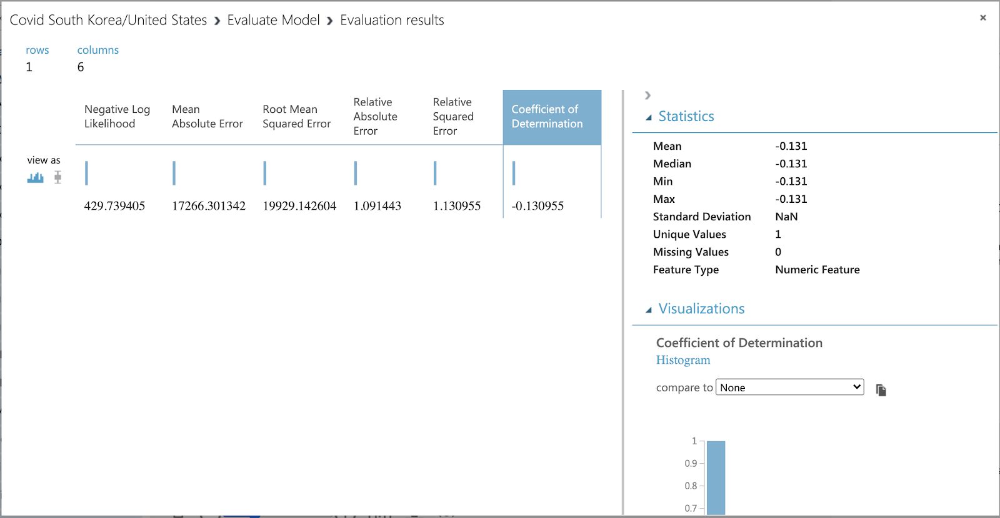 Covid South Korea/United States › Evaluate Model › Evaluation results
×
rows columns
1 6
Negative Log Likelihood
Mean Absolute Error
Root Mean Squared Error
Relative Absolute Error
Relative Squared Error
Coefficient of Determination
view as
429.739405 17266.301342 19929.142604 1.091443 1.130955 -0.130955
Statistics
Mean -0.131
Median -0.131
Min -0.131
Max -0.131
Standard Deviation NaN
Unique Values 1
Missing Values 0
Feature Type Numeric Feature
Visualizations
Coefficient of Determination
Histogram
compare to None
1
0.9
0.8
0.7